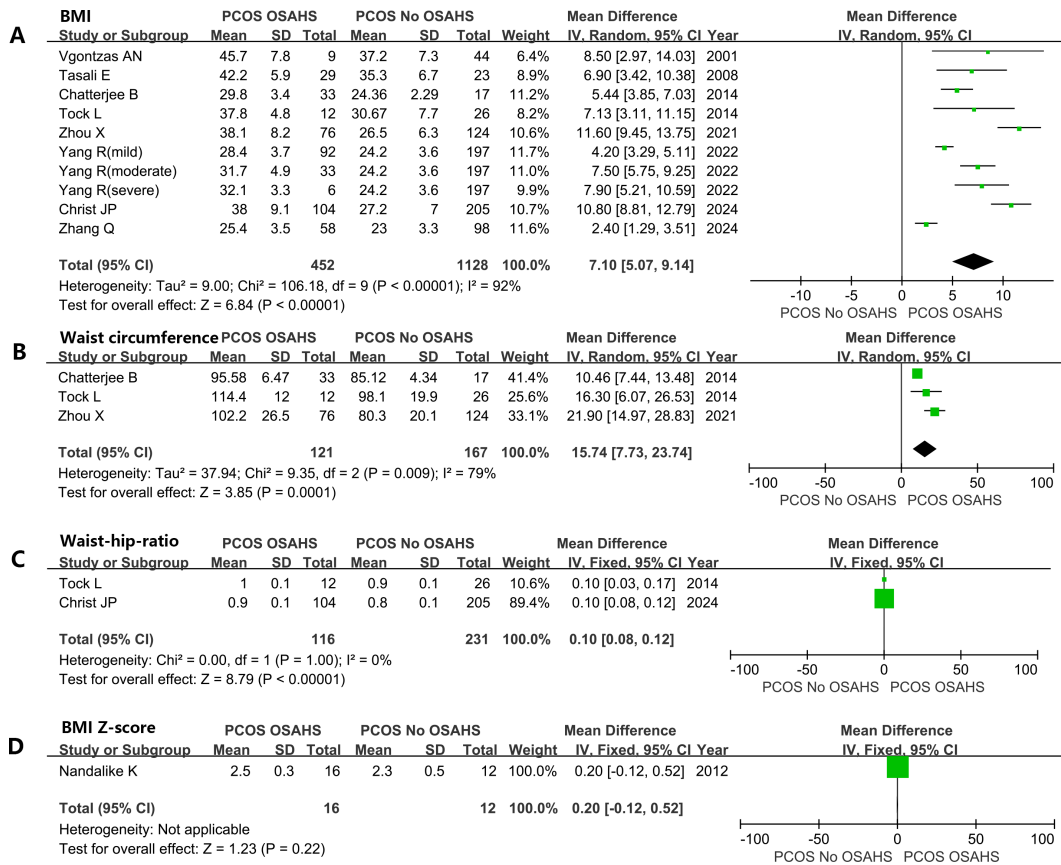 A
BMI
PCOS OSAHS PCOS No OSAHS Mean Difference Mean Difference
Study or Subgroup Mean SD Total Mean SD Total Weight IV, Random, 95% CI Year IV, Random, 95% CI
Vgontzas AN 45.7 7.8 9 37.2 7.3 44 6.4% 8.50 [2.97, 14.03] 2001
Tasali E 42.2 5.9 29 35.3 6.7 23 8.9% 6.90 [3.42, 10.38] 2008
Chatterjee B 29.8 3.4 33 24.36 2.29 17 11.2% 5.44 [3.85, 7.03] 2014
Tock L 37.8 4.8 12 30.67 7.7 26 8.2% 7.13 [3.11, 11.15] 2014
Zhou X 38.1 8.2 76 26.5 6.3 124 10.6% 11.60 [9.45, 13.75] 2021
Yang R(mild) 28.4 3.7 92 24.2 3.6 197 11.7% 4.20 [3.29, 5.11] 2022
Yang R(moderate) 31.7 4.9 33 24.2 3.6 197 11.0% 7.50 [5.75, 9.25] 2022
Yang R(severe) 32.1 3.3 6 24.2 3.6 197 9.9% 7.90 [5.21, 10.59] 2022
Christ JP 38 9.1 104 27.2 7 205 10.7% 10.80 [8.81, 12.79] 2024
Zhang Q 25.4 3.5 58 23 3.3 98 11.6% 2.40 [1.29, 3.51] 2024
Total (95% CI) 452 1128 100.0% 7.10 [5.07, 9.14]
Heterogeneity: Tau² = 9.00; Chi² = 106.18, df = 9 (P < 0.00001); I² = 92%
Test for overall effect: Z = 6.84 (P < 0.00001)
-10 -5 0 5 10
PCOS No OSAHS PCOS OSAHS
B
Waist circumference PCOS OSAHS PCOS No OSAHS Mean Difference Mean Difference
Study or Subgroup Mean SD Total Mean SD Total Weight IV, Random, 95% CI Year IV, Random, 95% CI
Chatterjee B 95.58 6.47 33 85.12 4.34 17 41.4% 10.46 [7.44, 13.48] 2014
Tock L 114.4 12 12 98.1 19.9 26 25.6% 16.30 [6.07, 26.53] 2014
Zhou X 102.2 26.5 76 80.3 20.1 124 33.1% 21.90 [14.97, 28.83] 2021
Total (95% CI) 121 167 100.0% 15.74 [7.73, 23.74]
Heterogeneity: Tau² = 37.94; Chi² = 9.35, df = 2 (P = 0.009); I² = 79%
Test for overall effect: Z = 3.85 (P = 0.0001)
-100 -50 0 50 100
PCOS No OSAHS PCOS OSAHS
C
Waist-hip-ratio
PCOS OSAHS PCOS No OSAHS Mean Difference Mean Difference
Study or Subgroup Mean SD Total Mean SD Total Weight IV, Fixed, 95% CI Year IV, Fixed, 95% CI
Tock L 1 0.1 12 0.9 0.1 26 10.6% 0.10 [0.03, 0.17] 2014
Christ JP 0.9 0.1 104 0.8 0.1 205 89.4% 0.10 [0.08, 0.12] 2024
Total (95% CI) 116 231 100.0% 0.10 [0.08, 0.12]
Heterogeneity: Chi² = 0.00, df = 1 (P = 1.00); I² = 0%
Test for overall effect: Z = 8.79 (P < 0.00001)
-100 -50 0 50 100
PCOS No OSAHS PCOS OSAHS
D
BMI Z-score
PCOS OSAHS PCOS No OSAHS Mean Difference Mean Difference
Study or Subgroup Mean SD Total Mean SD Total Weight IV, Fixed, 95% CI Year IV, Fixed, 95% CI
Nandalike K 2.5 0.3 16 2.3 0.5 12 100.0% 0.20 [-0.12, 0.52] 2012
Total (95% CI) 16 12 100.0% 0.20 [-0.12, 0.52]
Heterogeneity: Not applicable
Test for overall effect: Z = 1.23 (P = 0.22)
-100 -50 0 50 100
PCOS No OSAHS PCOS OSAHS